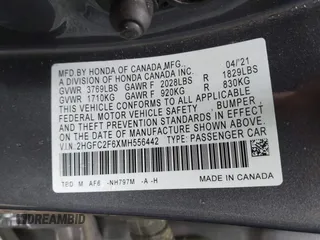 MFD. BY HONDA OF CANADA MFG., 04/21
A DIVISION OF HONDA CANADA INC.
GVWR 3769LBS GAWR F 2028LBS R 1829LBS
GVWR 1710KG GAWR F 920KG R 830KG
THIS VEHICLE CONFORMS TO ALL APPLICABLE
FEDERAL MOTOR VEHICLE SAFETY, BUMPER,
AND THEFT PREVENTION STANDARDS IN EFFECT
ON THE DATE OF MANUFACTURE SHOWN ABOVE.
VIN: 2HGFC2F6XMH556442 TYPE: PASSENGER CAR
AF6 -NH797M -A -H
MADE IN CANADA
IDREAMBID